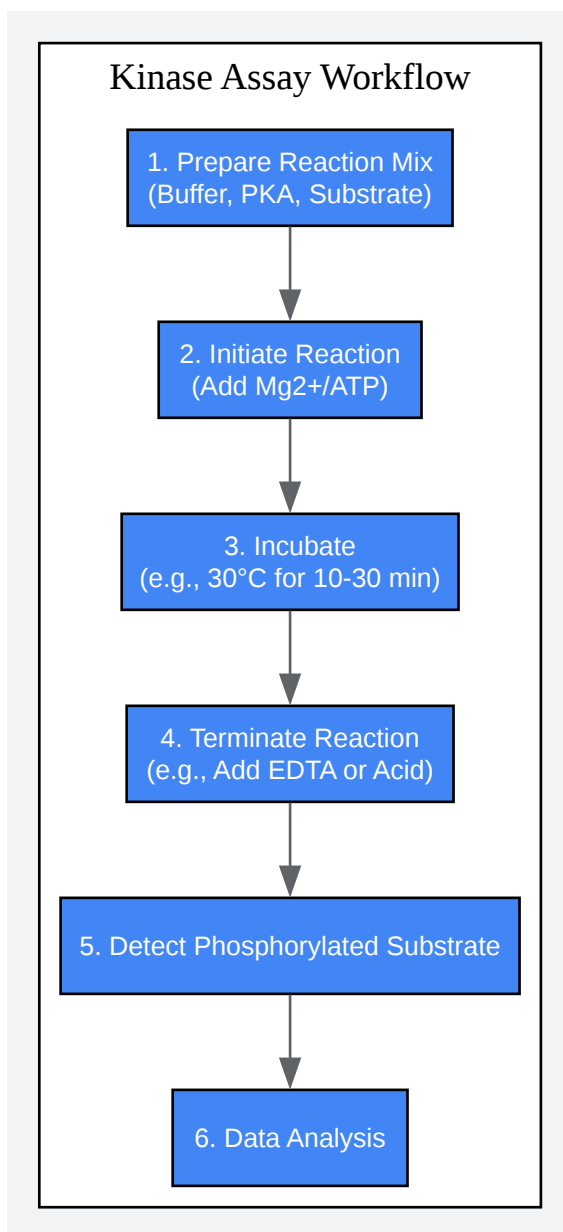 Kinase Assay Workflow
1. Prepare Reaction Mix
(Buffer, PKA, Substrate)
2. Initiate Reaction
(Add Mg2+/ATP)
3. Incubate
(e.g., 30°C for 10-30 min)
4. Terminate Reaction
(e.g., Add EDTA or Acid)
5. Detect Phosphorylated Substrate
6. Data Analysis